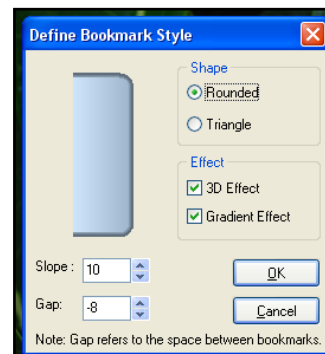 Define Bookmark Style
Shape
Rounded
Triangle
Effect
3D Effect
Gradient Effect
Slope : 10
OK
Gap: -8
Cancel
Note: Gap refers to the space between bookmarks.